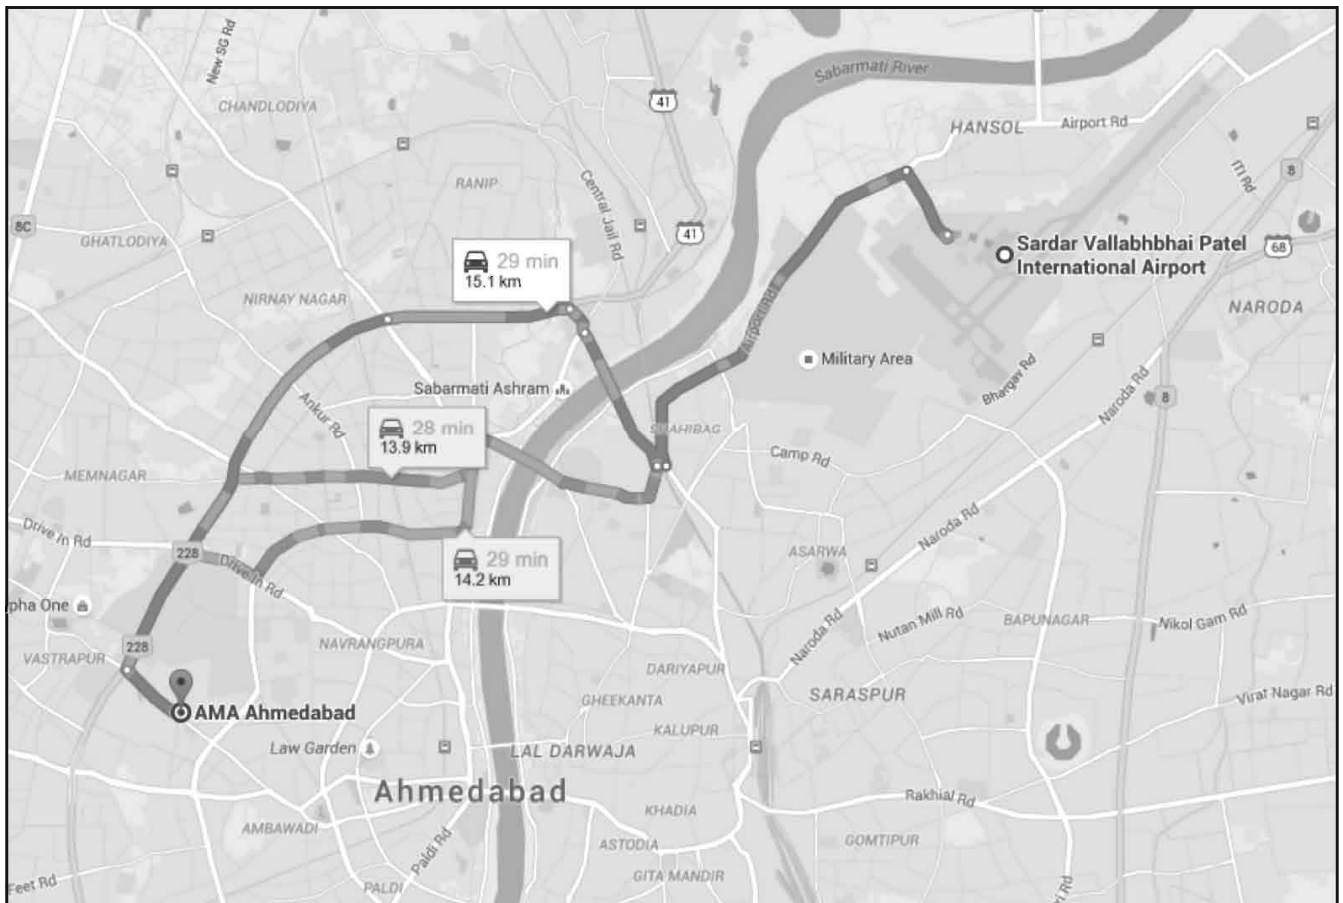 New SG Rd
Sabarmati River
CHANDLODIYA
41
HANSOL
Airport Rd
8
ITI Rd
RANIP
Central Jail Rd
8C
GHATLODIYA
41
Sardar Vallabhbhai Patel
International Airport
68
29 min
15.1 km
NIRNAY NAGAR
NARODA
Airport Rd
Military Area
Sabarmati Ashram
Bhargav Rd
Naroda Rd
8
Ankur Rd
28 min
13.9 km
SHAHIBAG
Camp Rd
MEMNAGAR
Naroda Rd
Drive In Rd
228
Drive In Rd
29 min
14.2 km
ASARWA
pha One
Nutan Mill Rd
BAPUNAGAR
Nikol Gam Rd
Naroda Rd
228
NAVRANGPURA
VASTRAPUR
DARIYAPUR
SARASPUR
Virat Nagar Rd
GHEEKANTA
AMA Ahmedabad
KALUPUR
Law Garden
LAL DARWAJA
Ahmedabad
Rakhial Rd
KHADIA
AMBAWADI
Paldi Rd
ASTODIA
GOMTIPUR
GITA MANDIR
Feet Rd
PALDI